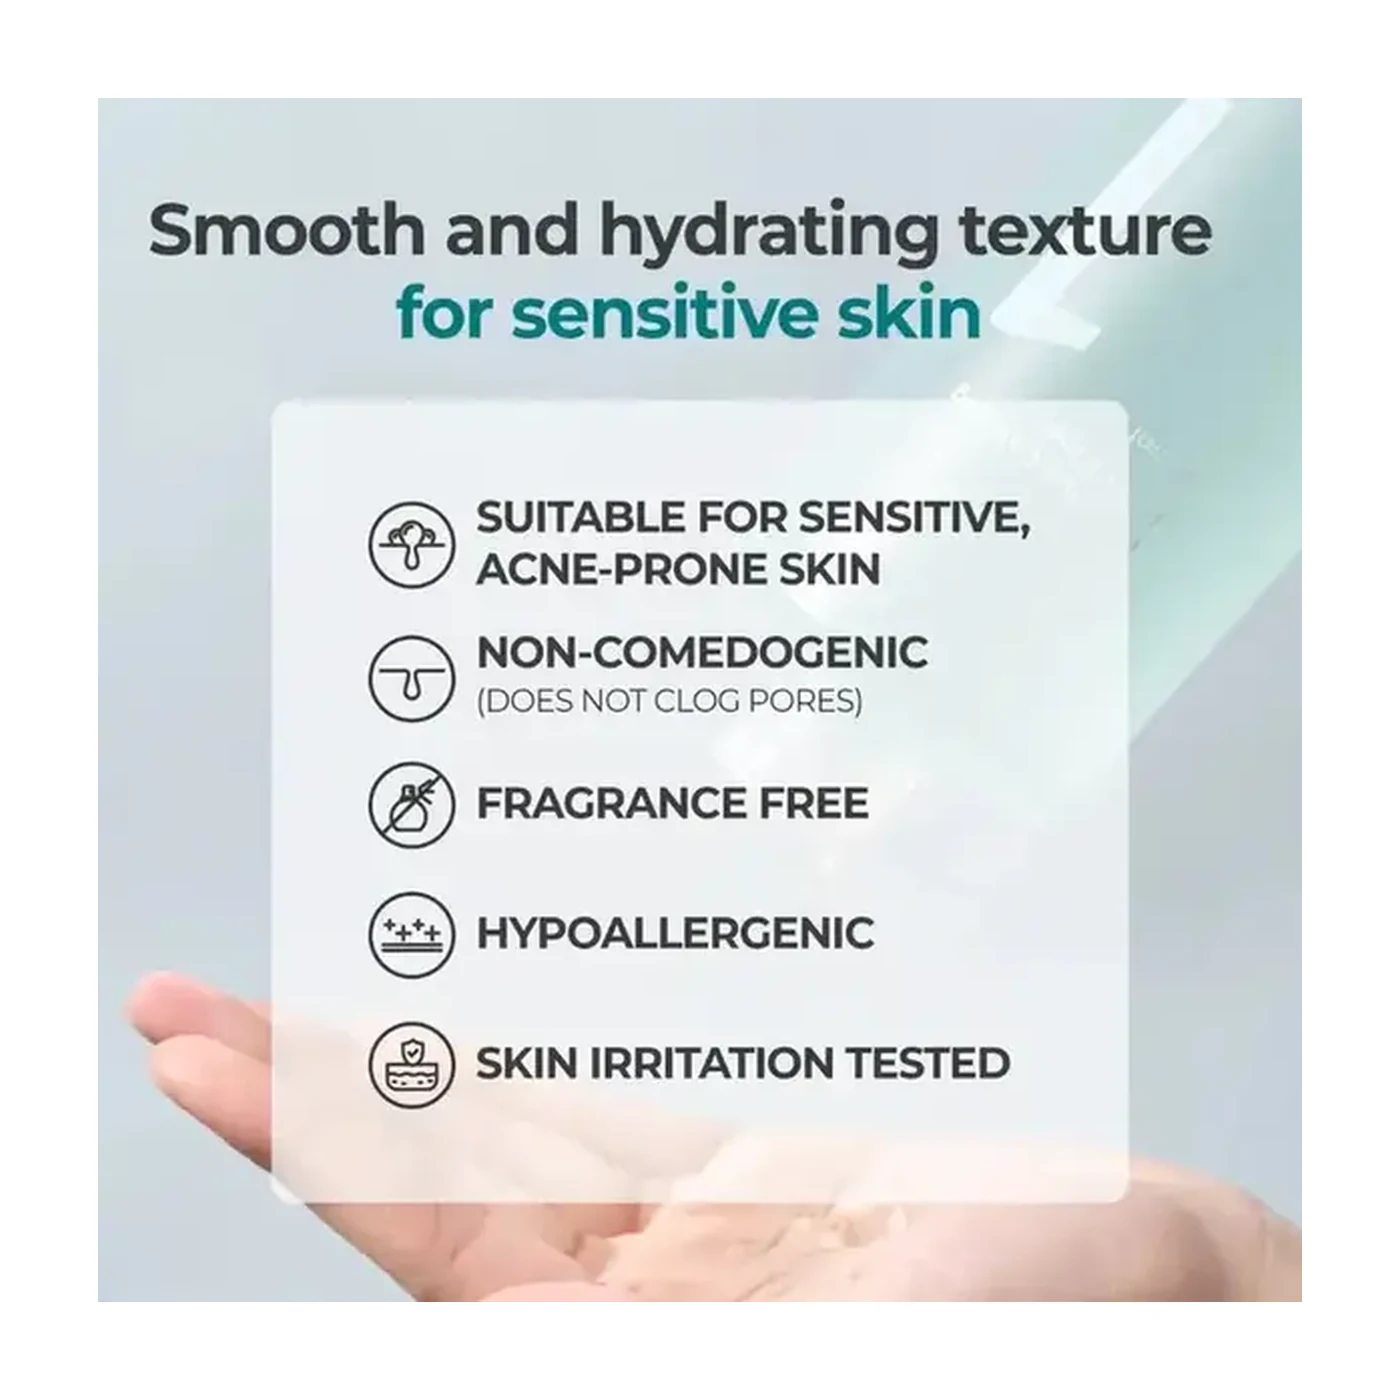 Smooth and hydrating texture
for sensitive skin
SUITABLE FOR SENSITIVE,
ACNE-PRONE SKIN
NON-COMEDOGENIC
(DOES NOT CLOG PORES)
FRAGRANCE FREE
HYPOALLERGENIC
SKIN IRRITATION TESTED